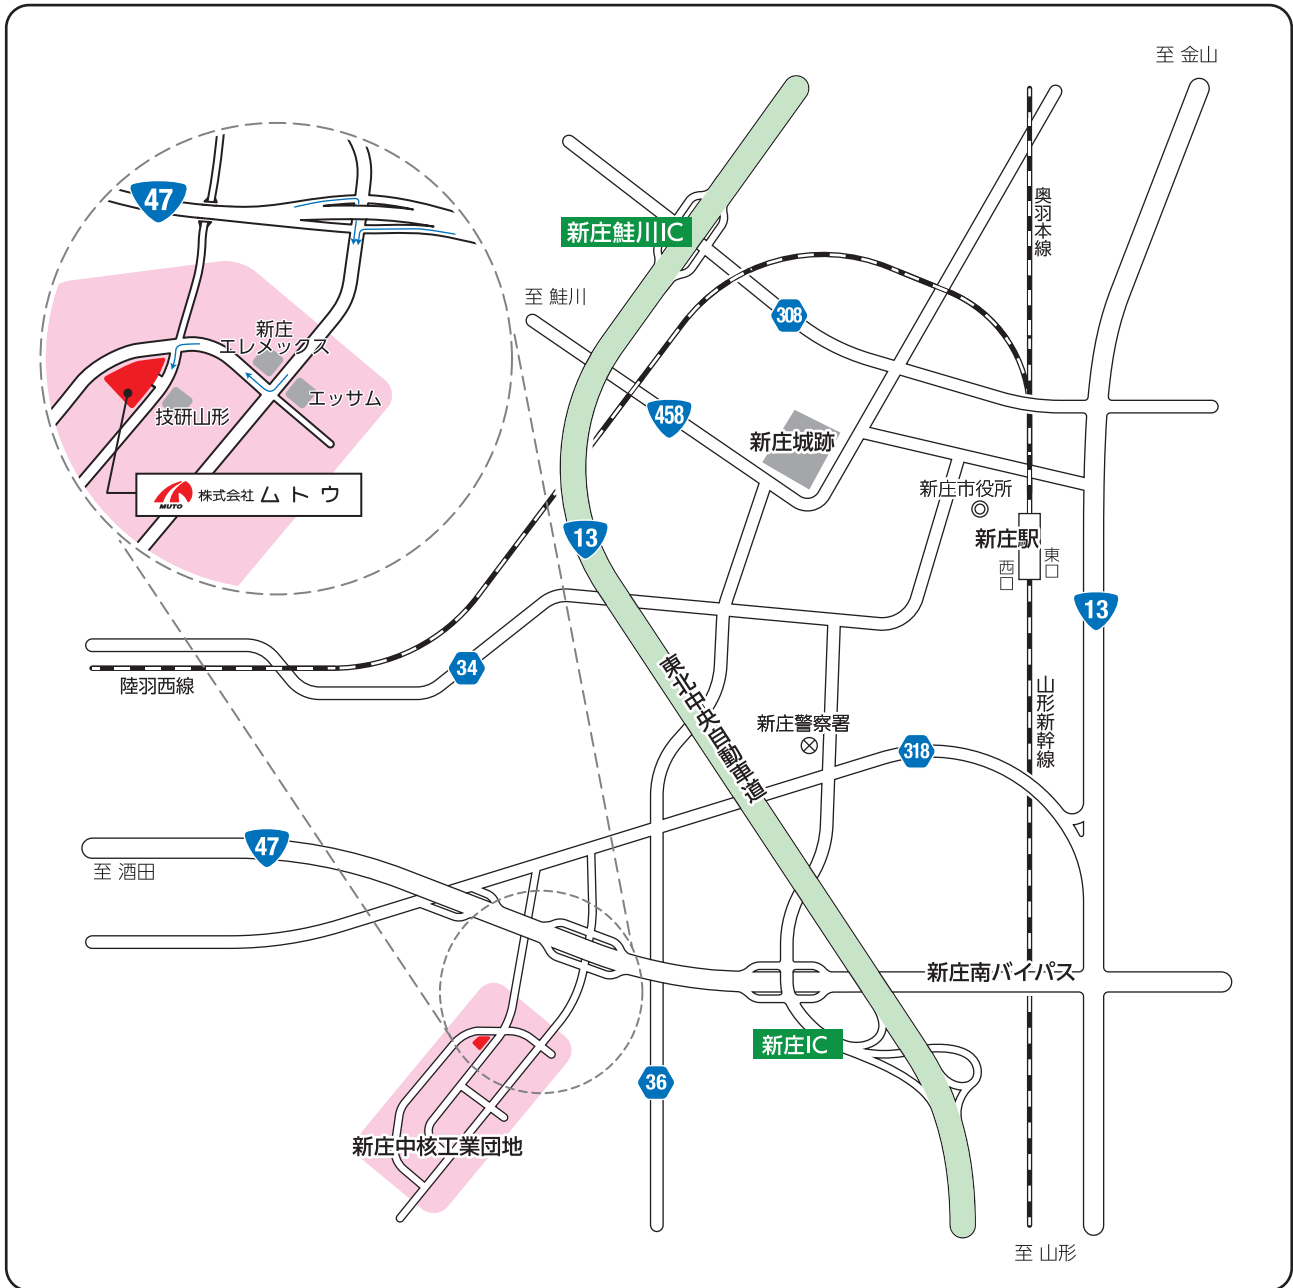 至 金山
47
新庄鮭川IC
奥羽本線
至 鮭川
308
新庄
エレメックス
エッサム
技研山形
458
新庄城跡
MUTO
株式会社 ムトウ
新庄市役所
13
新庄駅
東口
西口
13
34
陸羽西線
東北中央自動車道
山形新幹線
新庄警察署
318
47
至 酒田
新庄南バイパス
新庄IC
36
新庄中核工業団地
至 山形